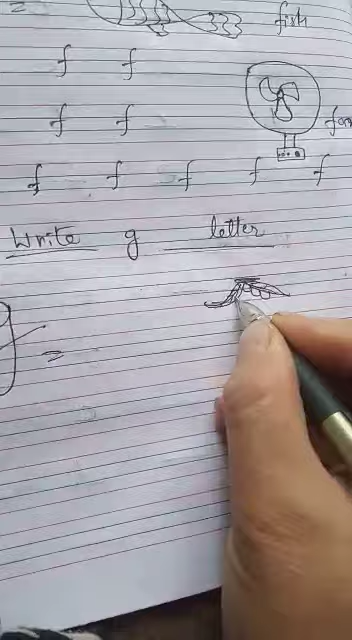 = fish
f f
f f fan
f f f f f
Write g letter
g =